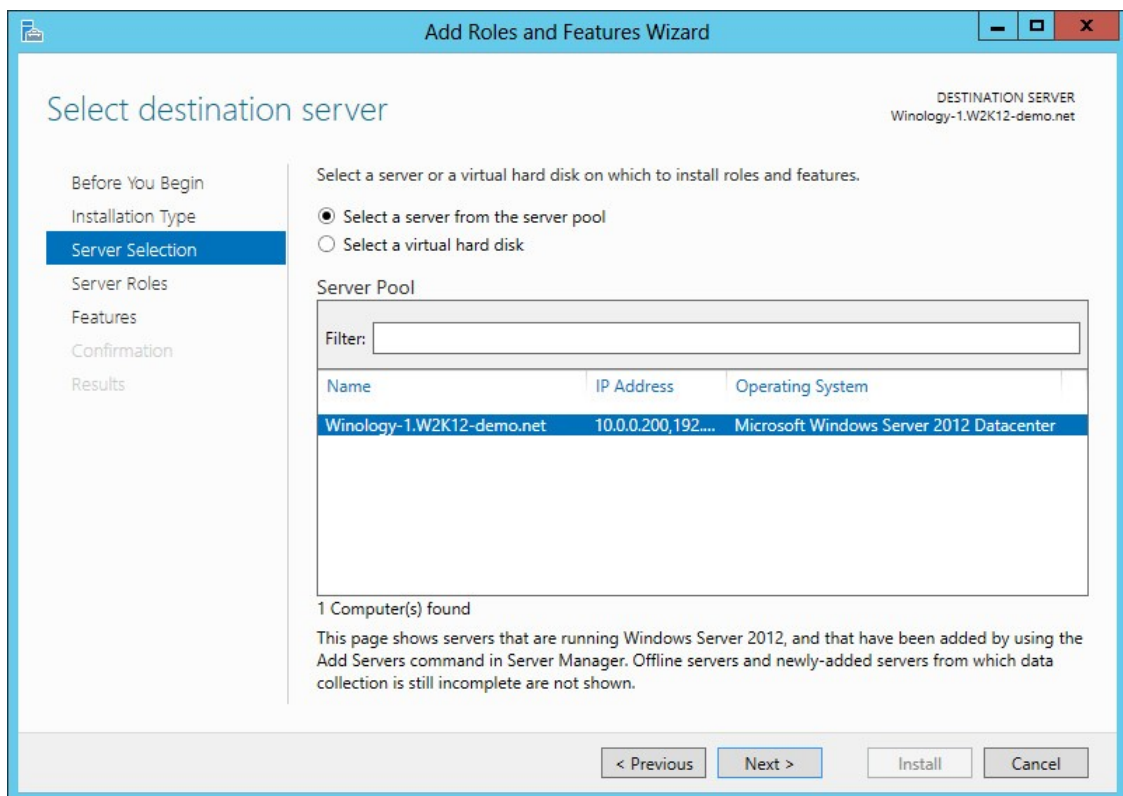 Add Roles and Features Wizard
Select destination server
DESTINATION SERVER
Winology-1.W2K12-demo.net
Before You Begin
Installation Type
Server Selection
Server Roles
Features
Confirmation
Results
Select a server or a virtual hard disk on which to install roles and features.
Select a server from the server pool
Select a virtual hard disk
Server Pool
Filter:
Name IP Address Operating System
Winology-1.W2K12-demo.net 10.0.0.200,192.... Microsoft Windows Server 2012 Datacenter
1 Computer(s) found
This page shows servers that are running Windows Server 2012, and that have been added by using the
Add Servers command in Server Manager. Offline servers and newly-added servers from which data
collection is still incomplete are not shown.
< Previous Next > Install Cancel